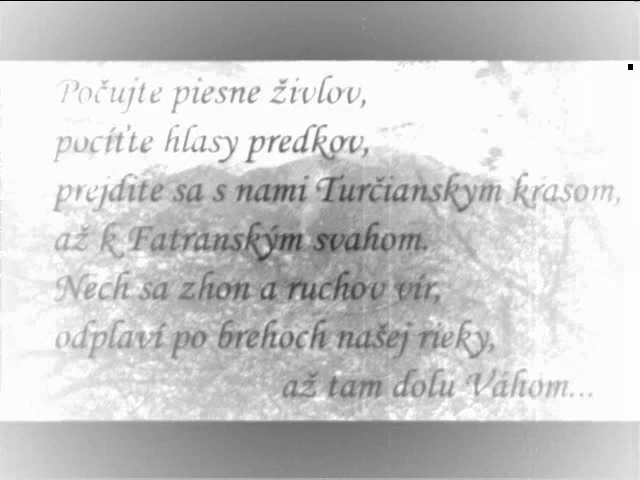 Počujte piesne živlov,
pocíťte hlasy predkov,
prejdite sa s nami Turčianskym krasom,
až k Fatranským svahom.
Nech sa zhon a ruchov vír,
odplaví po brehoch našej rieky,
až tam dolu Váhom...